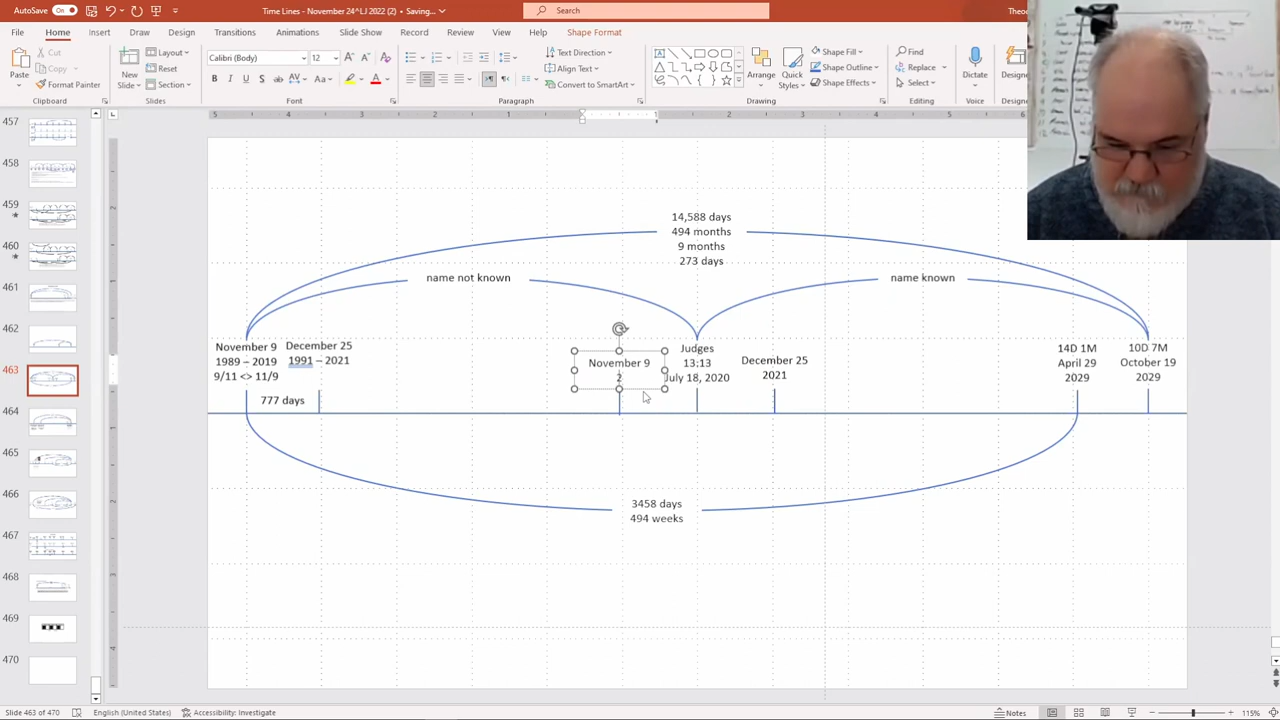 AutoSave On
Time Lines - November 24^LJ 2022 (2) - Saving...
Search
File Home Insert Draw Design Transitions Animations Slide Show Record Review View Help Shape Format
Paste
Cut
Copy
Format Painter
Clipboard
New Slide
Layout
Reset
Section
Slides
Calibri (Body) 12
Font
Paragraph
Text Direction
Align Text
Convert to SmartArt
Arrange
Quick Styles
Shape Fill
Shape Outline
Shape Effects
Drawing
Find
Replace
Select
Editing
Dictate
Voice
457
458
459
460
461
462
463
464
465
466
467
468
469
470
14,588 days
494 months
9 months
273 days
name not known
name known
November 9
1989 – 2019
9/11 <> 11/9
December 25
1991 – 2021
777 days
November 9
2
Judges
13:13
July 18, 2020
December 25
2021
14D 1M
April 29
2029
10D 7M
October 19
2029
3458 days
494 weeks
Slide 463 of 470
English (United States)
Accessibility: Investigate
Notes
115%